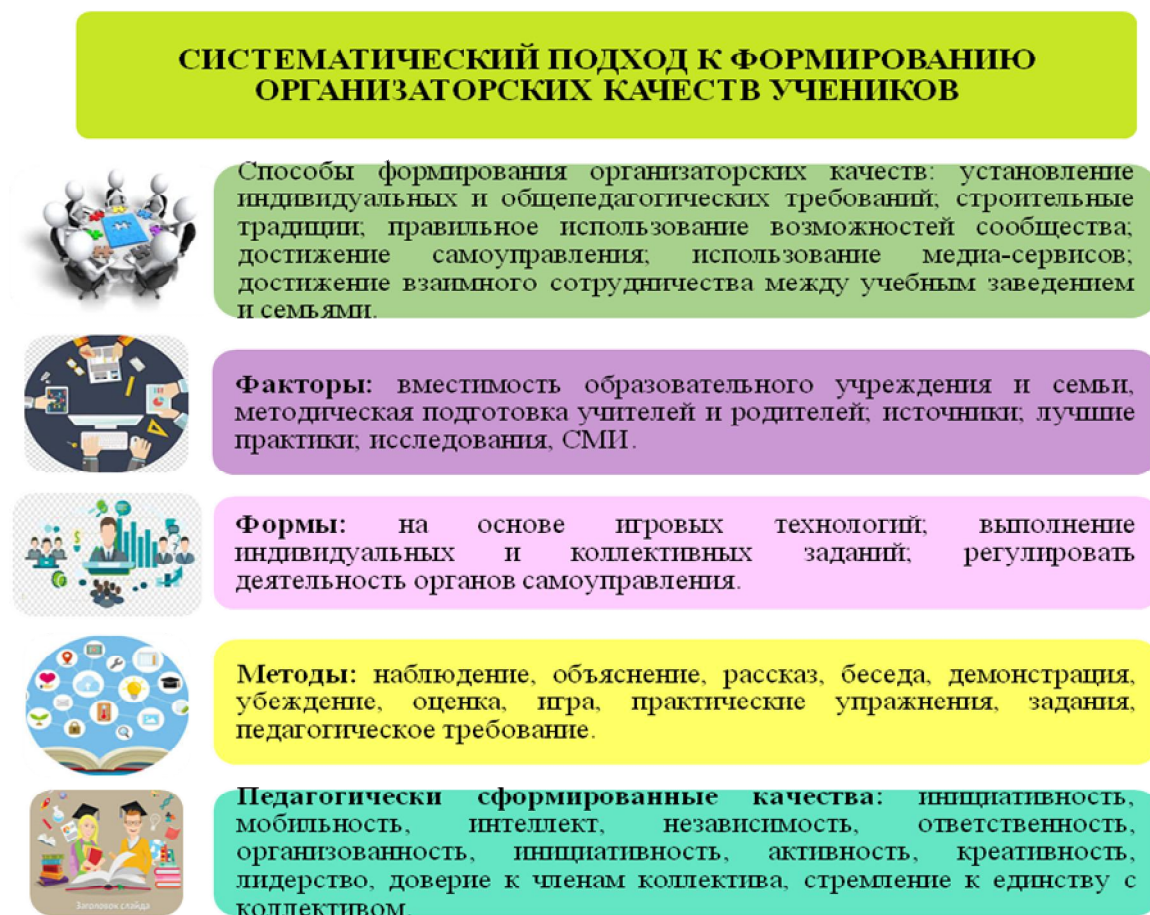 СИСТЕМАТИЧЕСКИЙ ПОДХОД К ФОРМИРОВАНИЮ
ОРГАНИЗАТОРСКИХ КАЧЕСТВ УЧЕНИКОВ
Способы формирования организаторских качеств: установление
индивидуальных и общепедагогических требований; строительные
традиции; правильное использование возможностей сообщества;
достижение самоуправления; использование медиа-сервисов;
достижение взаимного сотрудничества между учебным заведением
и семьями.
Факторы: вместимость образовательного учреждения и семьи,
методическая подготовка учителей и родителей; источники; лучшие
практики; исследования, СМИ.
Формы: на основе игровых технологий; выполнение
индивидуальных и коллективных заданий; регулировать
деятельность органов самоуправления.
Методы: наблюдение, объяснение, рассказ, беседа, демонстрация,
убеждение, оценка, игра, практические упражнения, задания,
педагогическое требование.
Педагогически сформированные качества: инициативность,
мобильность, интеллект, независимость, ответственность,
организованность, инициативность, активность, креативность,
лидерство, доверие к членам коллектива, стремление к единству с
коллективом.
Заголовок слайда